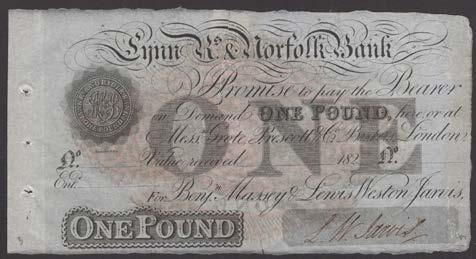 Lynn Rs. & Norfolk Bank
I Promise to pay the Bearer
on Demand ONE POUND, here, or at
Messrs. Grote, Prescott & Co. Bankers London.
Value received 182
No. No.
Ent.
For Benjn. Massey & Lewis Weston Jarvis,
ONE POUND
L W Jarvis
ONE